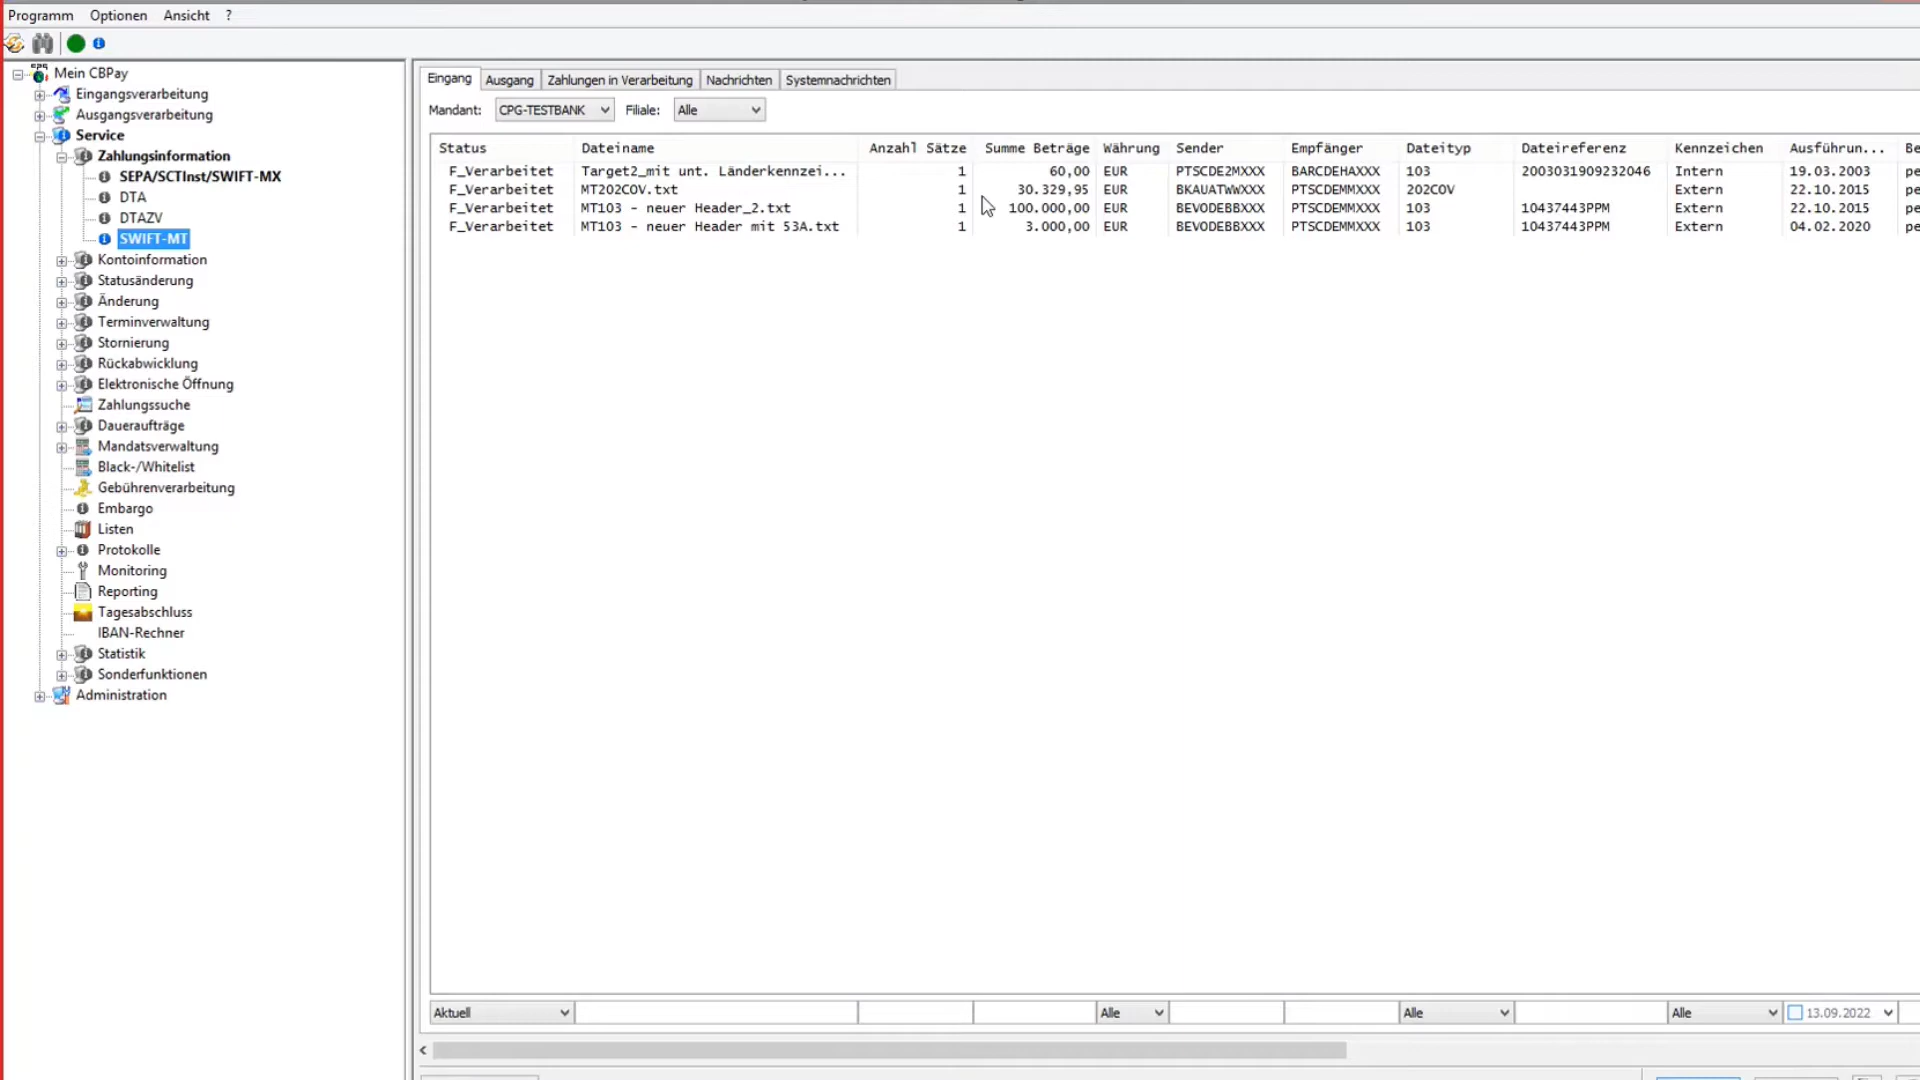 Programm Optionen Ansicht ?
Mein CBPay
Eingangsverarbeitung
Ausgangsverarbeitung
Service
Zahlungsinformation
SEPA/SCTInst/SWIFT-MX
DTA
DTAZV
SWIFT-MT
Kontoinformation
Statusänderung
Änderung
Terminverwaltung
Stornierung
Rückabwicklung
Elektronische Öffnung
Zahlungssuche
Daueraufträge
Mandatsverwaltung
Black-/Whitelist
Gebührenverarbeitung
Embargo
Listen
Protokolle
Monitoring
Reporting
Tagesabschluss
IBAN-Rechner
Statistik
Sonderfunktionen
Administration
Eingang Ausgang Zahlungen in Verarbeitung Nachrichten Systemnachrichten
Mandant: CPG-TESTBANK Filiale: Alle
Status Dateiname Anzahl Sätze Summe Beträge Währung Sender Empfänger Dateityp Dateireferenz Kennzeichen Ausführun... Be
F_Verarbeitet Target2_mit unt. Länderkennzei... 1 60,00 EUR PTSCDE2MXXX BARCDEHAXXX 103 2003031909232046 Intern 19.03.2003 pe
F_Verarbeitet MT202COV.txt 1 30.329,95 EUR BKAUATWWXXX PTSCDEMMXXX 202COV Extern 22.10.2015 pe
F_Verarbeitet MT103 - neuer Header_2.txt 1 100.000,00 EUR BEVODEBBXXX PTSCDEMMXXX 103 10437443PPM Extern 22.10.2015 pe
F_Verarbeitet MT103 - neuer Header mit 53A.txt 1 3.000,00 EUR BEVODEBBXXX PTSCDEMMXXX 103 10437443PPM Extern 04.02.2020 pe
Aktuell Alle Alle Alle 13.09.2022